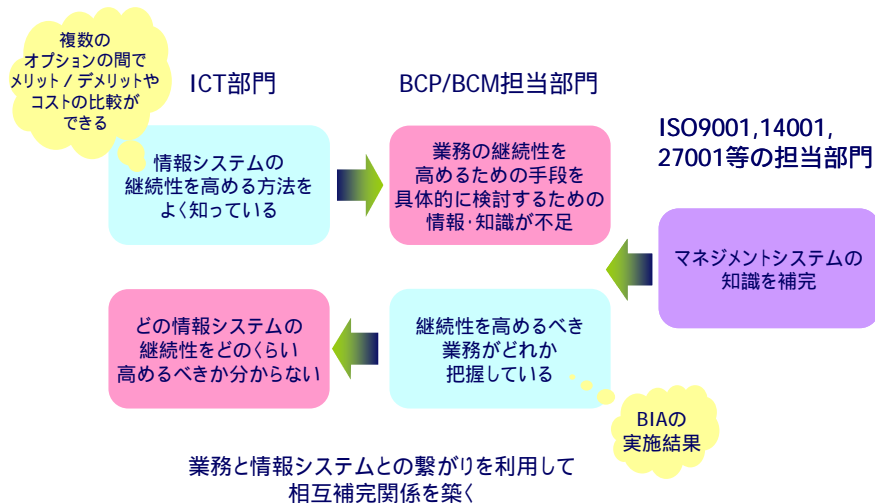 複数の
オプションの間で
メリット / デメリットや
コストの比較が
できる
ICT部門
BCP/BCM担当部門
ISO9001,14001,
27001等の担当部門
情報システムの
継続性を高める方法を
よく知っている
業務の継続性を
高めるための手段を
具体的に検討するための
情報・知識が不足
マネジメントシステムの
知識を補完
どの情報システムの
継続性をどのくらい
高めるべきか分からない
継続性を高めるべき
業務がどれか
把握している
BIAの
実施結果
業務と情報システムとの繋がりを利用して
相互補完関係を築く